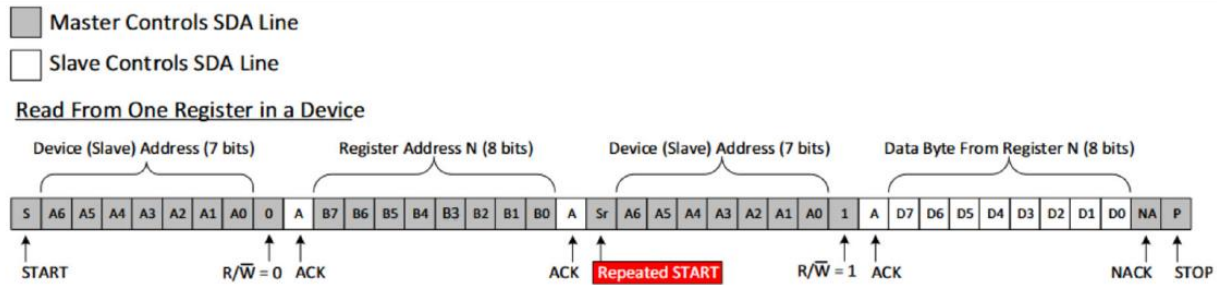 Master Controls SDA Line
Slave Controls SDA Line
Read From One Register in a Device
Device (Slave) Address (7 bits) Register Address N (8 bits) Device (Slave) Address (7 bits) Data Byte From Register N (8 bits)
S A6 A5 A4 A3 A2 A1 A0 0 A B7 B6 B5 B4 B3 B2 B1 B0 A Sr A6 A5 A4 A3 A2 A1 A0 1 A D7 D6 D5 D4 D3 D2 D1 D0 NA P
START R/W̅ = 0 ACK ACK Repeated START R/W̅ = 1 ACK NACK STOP